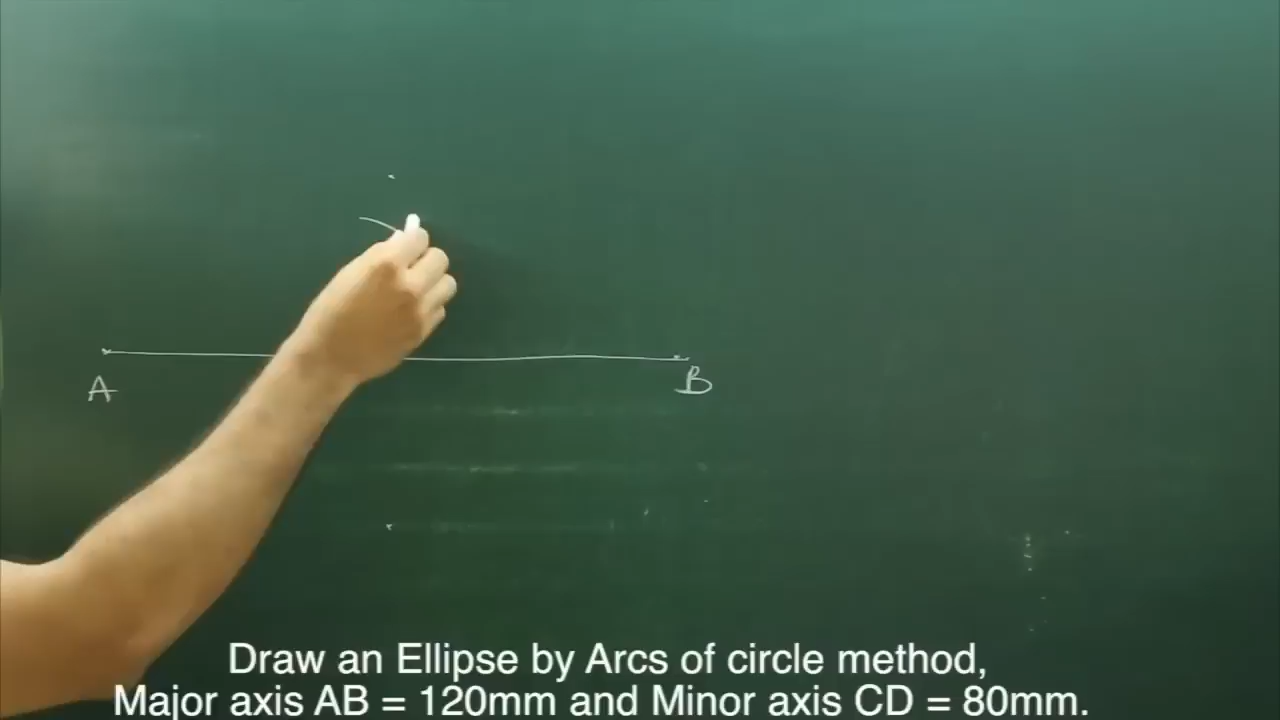 A
B
Draw an Ellipse by Arcs of circle method,
Major axis AB = 120mm and Minor axis CD = 80mm.